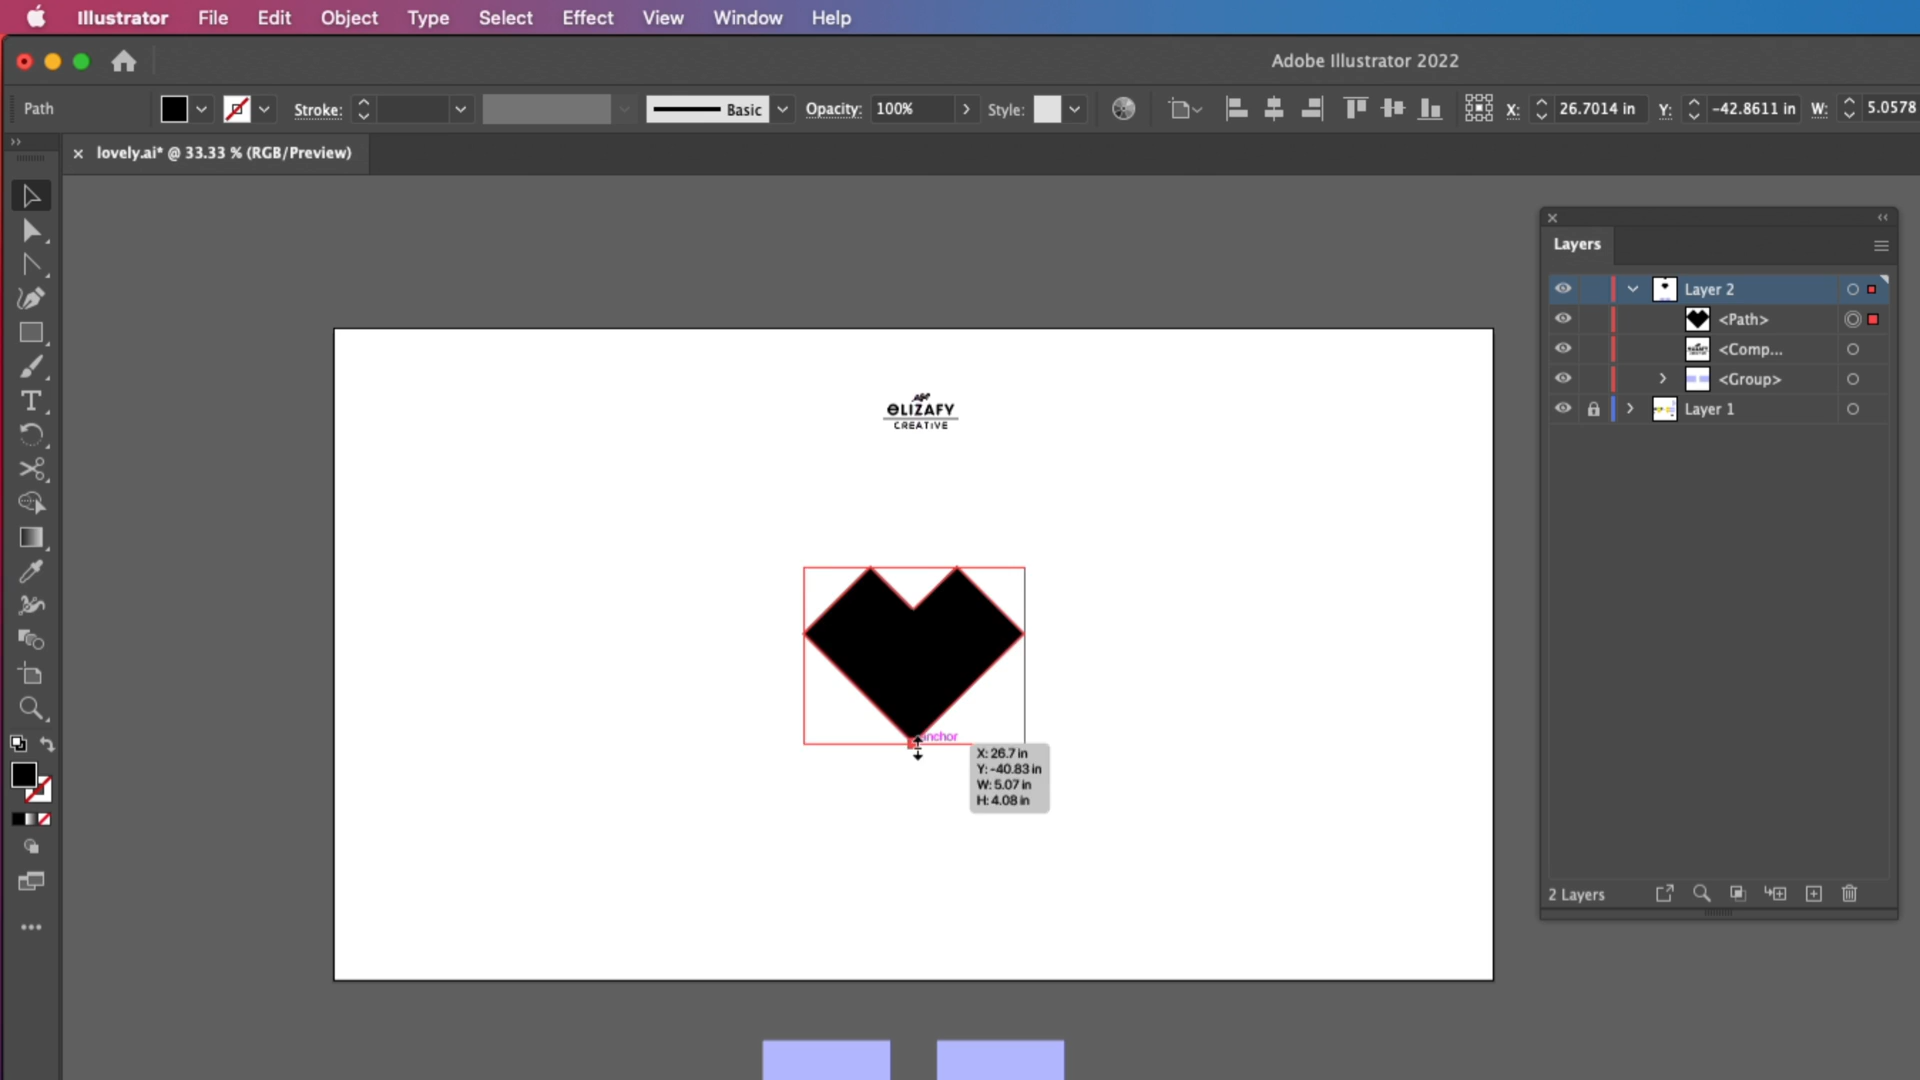 Illustrator File Edit Object Type Select Effect View Window Help
Adobe Illustrator 2022
Path Stroke: Basic Opacity: 100% Style: X: 26.7014 in Y: -42.8611 in W: 5.0578
× lovely.ai* @ 33.33 % (RGB/Preview)
Layers
Layer 2
<Path>
<Comp...
<Group>
Layer 1
ELIZAFY
CREATIVE
anchor
X: 26.7 in
Y: -40.83 in
W: 5.07 in
H: 4.08 in
2 Layers